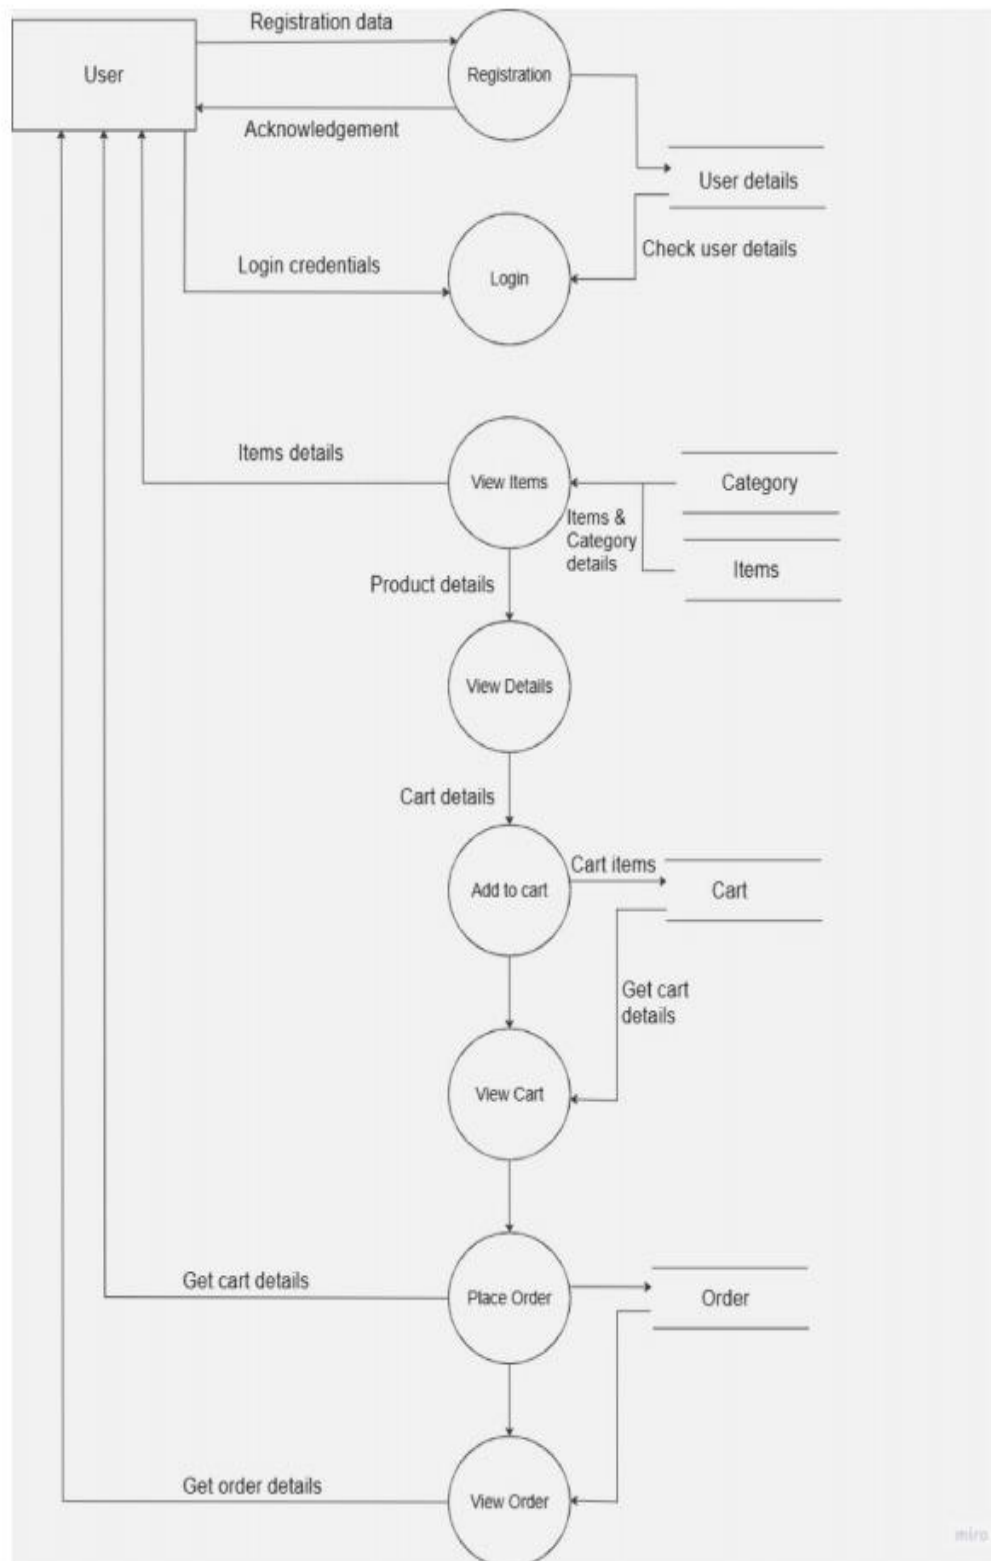 Registration data
User
Registration
Acknowledgement
User details
Check user details
Login credentials
Login
Items details
View Items
Category
Items &
Category
details
Items
Product details
View Details
Cart details
Cart items
Add to cart
Cart
Get cart
details
View Cart
Get cart details
Place Order
Order
Get order details
View Order
miro